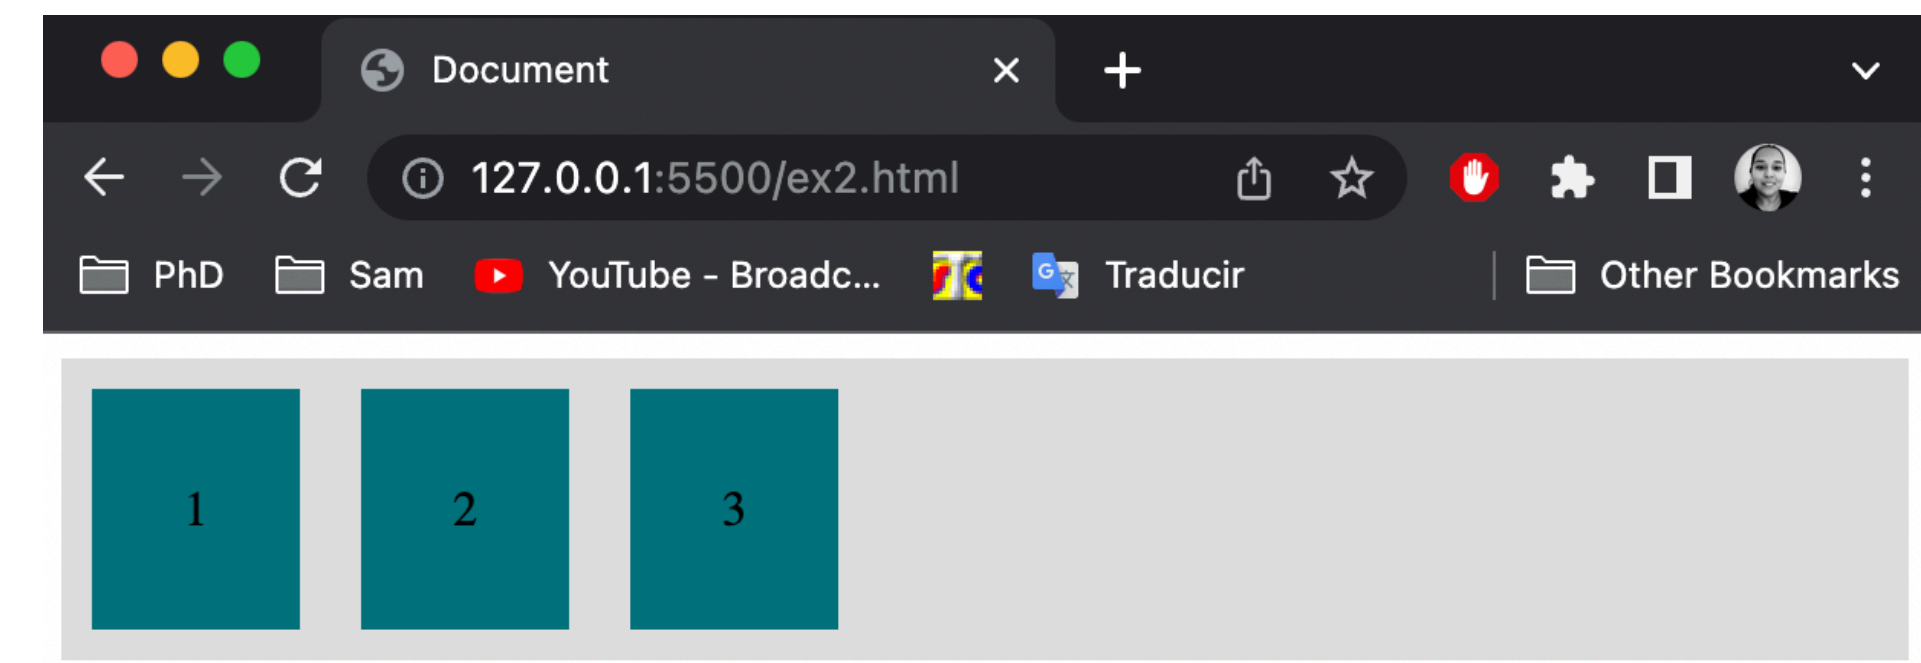 Document
127.0.0.1:5500/ex2.html
PhD Sam YouTube - Broadc... Traducir Other Bookmarks
1 2 3